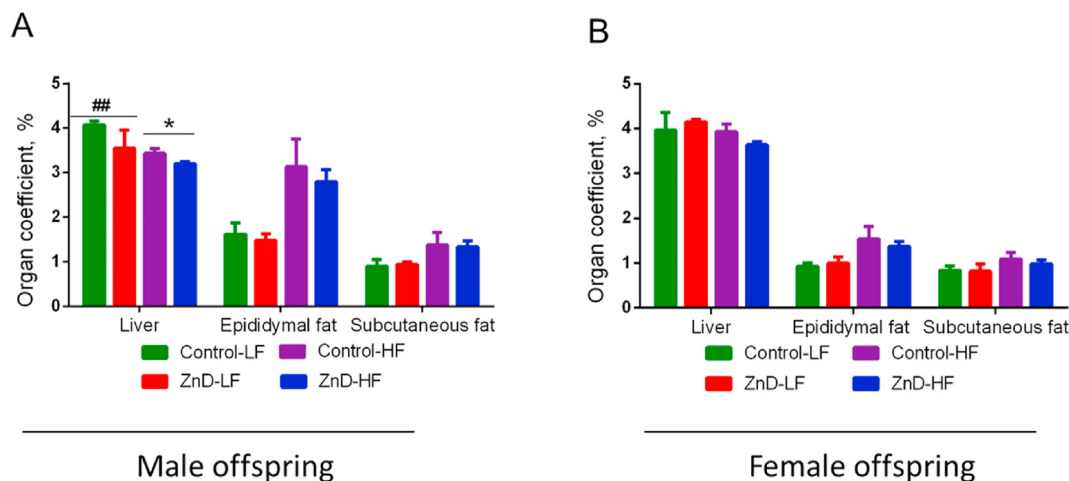 A
Organ coefficient, %
5
4
3
2
1
0
##
*
Liver
Epididymal fat
Subcutaneous fat
Control-LF
Control-HF
ZnD-LF
ZnD-HF
Male offspring
B
Organ coefficient, %
5
4
3
2
1
0
Liver
Epididymal fat
Subcutaneous fat
Control-LF
Control-HF
ZnD-LF
ZnD-HF
Female offspring